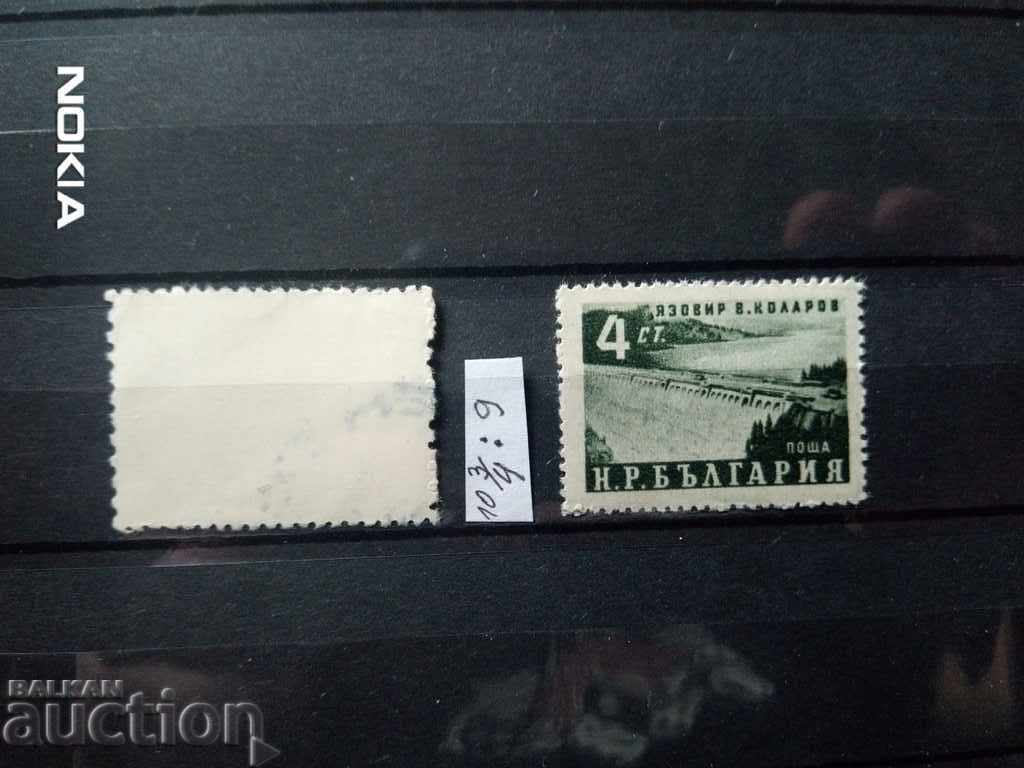 NOKIA
ЯЗОВИР В. КОЛАРОВ
4 СТ.
ПОЩА
Н.Р.БЪЛГАРИЯ
10 3/4 : 9
BALKAN
auction